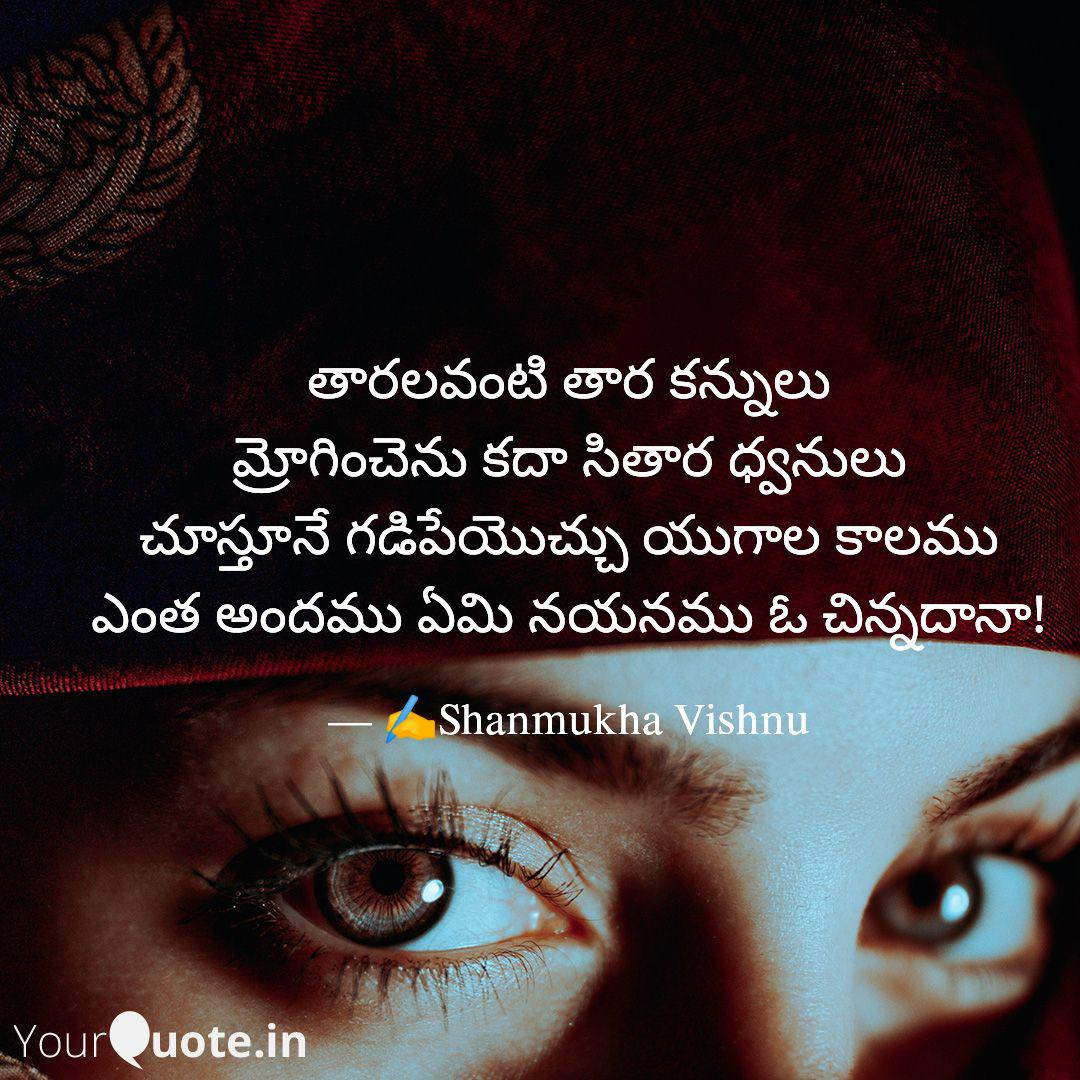 తారలవంటి తార కన్నులు
మ్రోగించెను కదా సితార ధ్వనులు
చూస్తూనే గడిపేయొచ్చు యుగాల కాలము
ఎంత అందము ఏమి నయనము ఓ చిన్నదానా!
— ✍️Shanmukha Vishnu
YourQuote.in